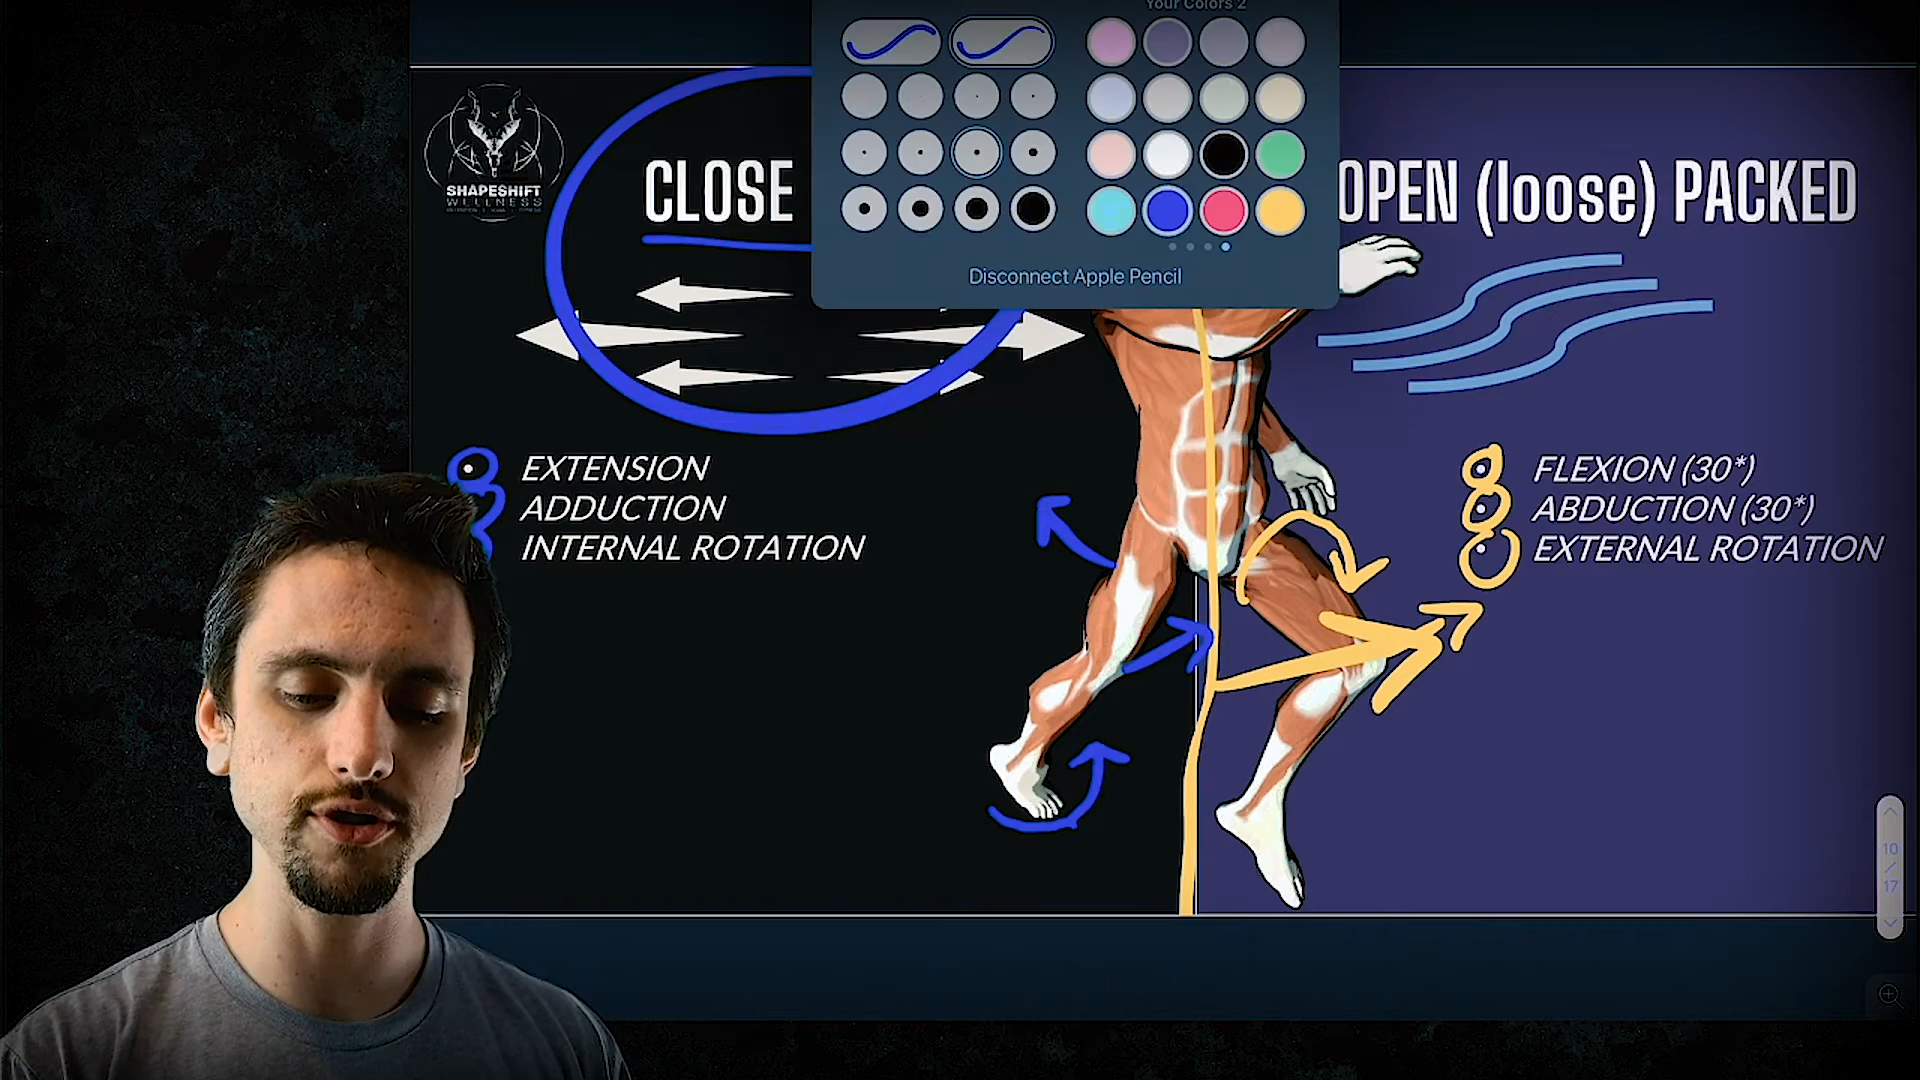 Your Colors 2
SHAPESHIFT
WELLNESS
CLOSE
OPEN (loose) PACKED
Disconnect Apple Pencil
EXTENSION
ADDUCTION
INTERNAL ROTATION
FLEXION (30*)
ABDUCTION (30*)
EXTERNAL ROTATION
10
/
17